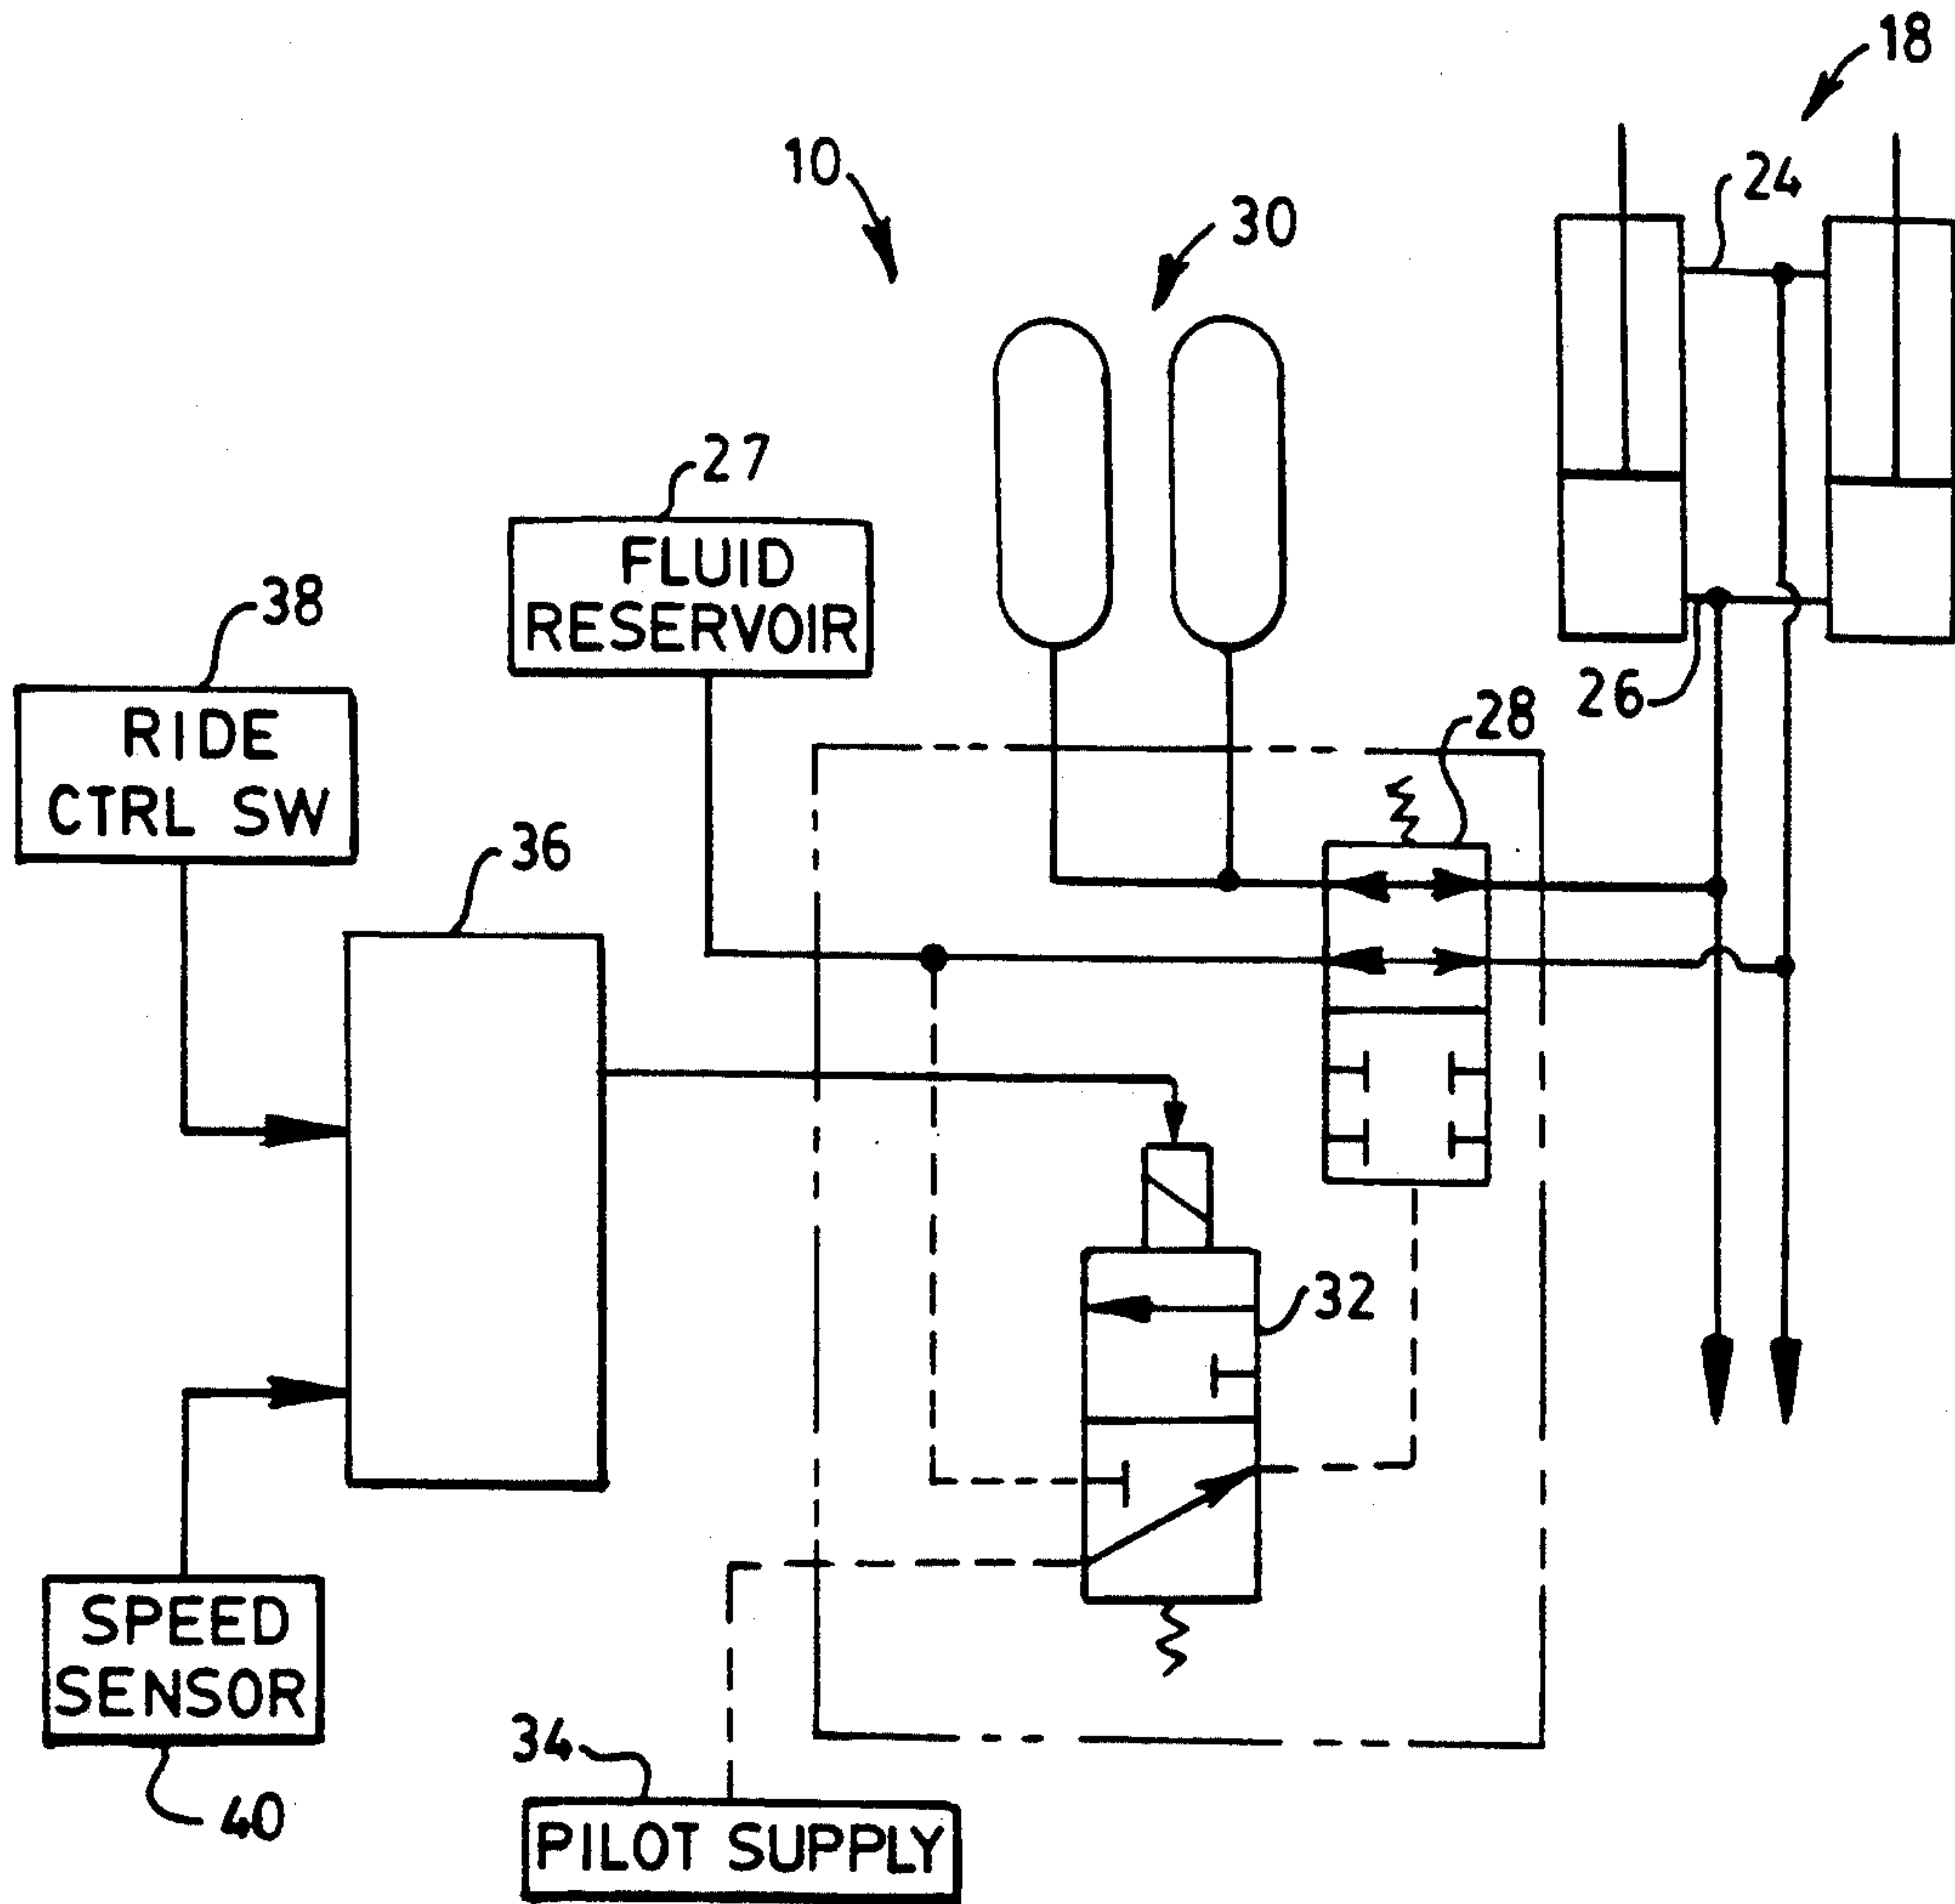 18
10
24
30
27
FLUID
RESERVOIR
38
26
28
RIDE
CTRL SW
36
32
SPEED
SENSOR
34
40
PILOT SUPPLY